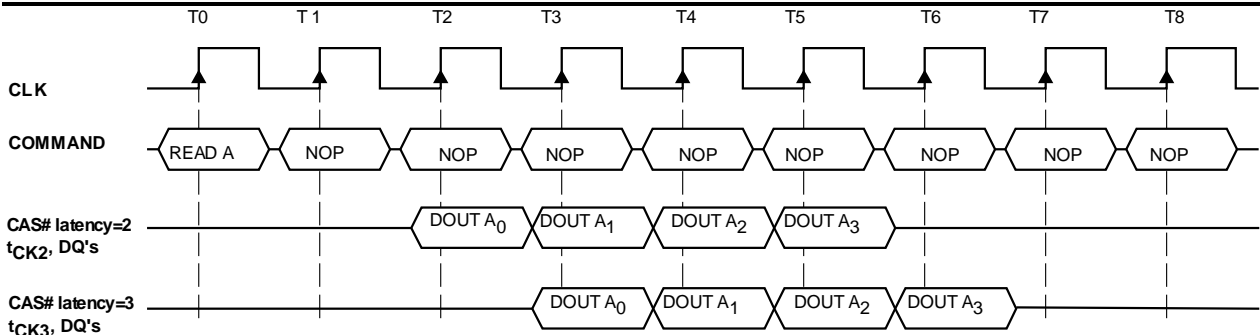 T0 T1 T2 T3 T4 T5 T6 T7 T8
CLK
COMMAND READ A NOP NOP NOP NOP NOP NOP NOP NOP
CAS# latency=2 DOUT A0 DOUT A1 DOUT A2 DOUT A3
tCK2, DQ's
CAS# latency=3 DOUT A0 DOUT A1 DOUT A2 DOUT A3
tCK3, DQ's